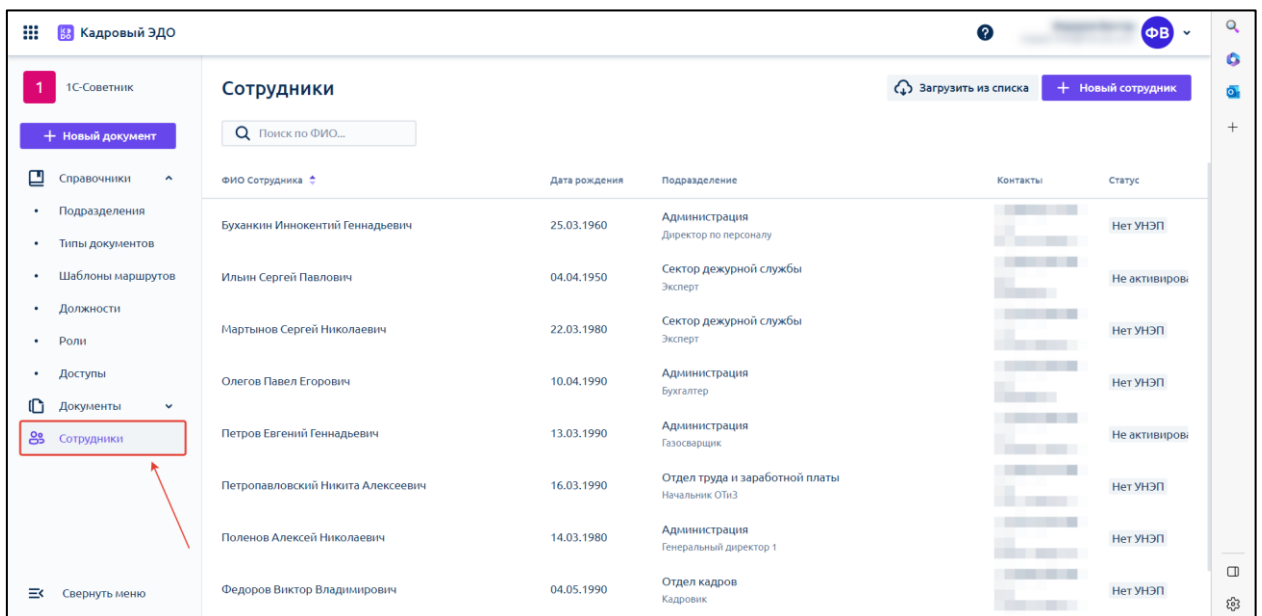 Кадровый ЭДО
ФВ
1
1С-Советник
Сотрудники
Загрузить из списка
+ Новый сотрудник
+ Новый документ
Поиск по ФИО...
Справочники
ФИО Сотрудника
Дата рождения
Подразделение
Контакты
Статус
• Подразделения
• Типы документов
• Шаблоны маршрутов
• Должности
• Роли
• Доступы
Документы
Сотрудники
Свернуть меню
Буханкин Иннокентий Геннадьевич
25.03.1960
Администрация
Директор по персоналу
Нет УНЭП
Ильин Сергей Павлович
04.04.1950
Сектор дежурной службы
Эксперт
Не активирова
Мартынов Сергей Николаевич
22.03.1980
Сектор дежурной службы
Эксперт
Нет УНЭП
Олегов Павел Егорович
10.04.1990
Администрация
Бухгалтер
Нет УНЭП
Петров Евгений Геннадьевич
13.03.1990
Администрация
Газосварщик
Не активирова
Петропавловский Никита Алексеевич
16.03.1990
Отдел труда и заработной платы
Начальник ОТиЗ
Нет УНЭП
Поленов Алексей Николаевич
14.03.1980
Администрация
Генеральный директор 1
Нет УНЭП
Федоров Виктор Владимирович
04.05.1990
Отдел кадров
Кадровик
Нет УНЭП